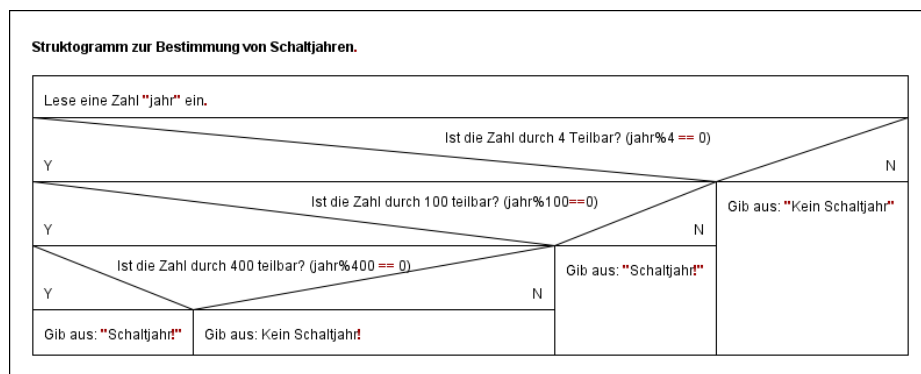 Struktogramm zur Bestimmung von Schaltjahren.
Lese eine Zahl "jahr" ein.
Ist die Zahl durch 4 Teilbar? (jahr%4 == 0)
Y
N
Ist die Zahl durch 100 teilbar? (jahr%100==0)
Y
N
Gib aus: "Kein Schaltjahr"
Ist die Zahl durch 400 teilbar? (jahr%400 == 0)
Y
N
Gib aus: "Schaltjahr!"
Gib aus: "Schaltjahr!"
Gib aus: Kein Schaltjahr!